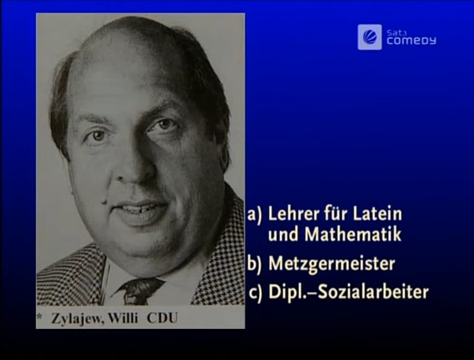 Sat1
comedy
a) Lehrer für Latein
und Mathematik
b) Metzgermeister
c) Dipl.–Sozialarbeiter
* Zylajew, Willi CDU